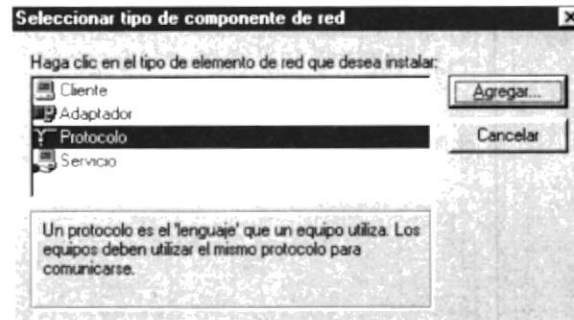 Seleccionar tipo de componente de red
Haga clic en el tipo de elemento de red que desea instalar:
Cliente
Adaptador
Protocolo
Servicio
Agregar...
Cancelar
Un protocolo es el 'lenguaje' que un equipo utiliza. Los
equipos deben utilizar el mismo protocolo para
comunicarse.